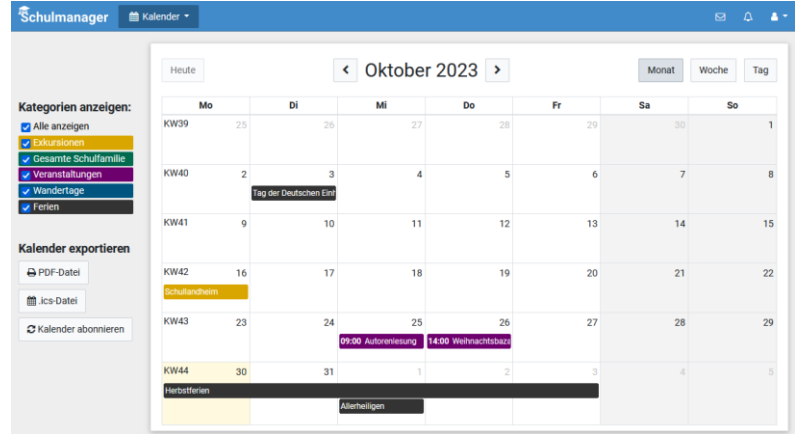 Schulmanager Kalender
Heute Oktober 2023 Monat Woche Tag
Kategorien anzeigen:
Alle anzeigen
Exkursionen
Gesamte Schulfamilie
Veranstaltungen
Wandertage
Ferien
Kalender exportieren
PDF-Datei
.ics-Datei
Kalender abonnieren
Mo Di Mi Do Fr Sa So
KW39 25 26 27 28 29 30 1
KW40 2 3 4 5 6 7 8
Tag der Deutschen Einh
KW41 9 10 11 12 13 14 15
KW42 16 17 18 19 20 21 22
Schullandheim
KW43 23 24 25 26 27 28 29
09:00 Autorenlesung 14:00 Weihnachtsbaza
KW44 30 31 1 2 3 4 5
Herbstferien
Allerheiligen